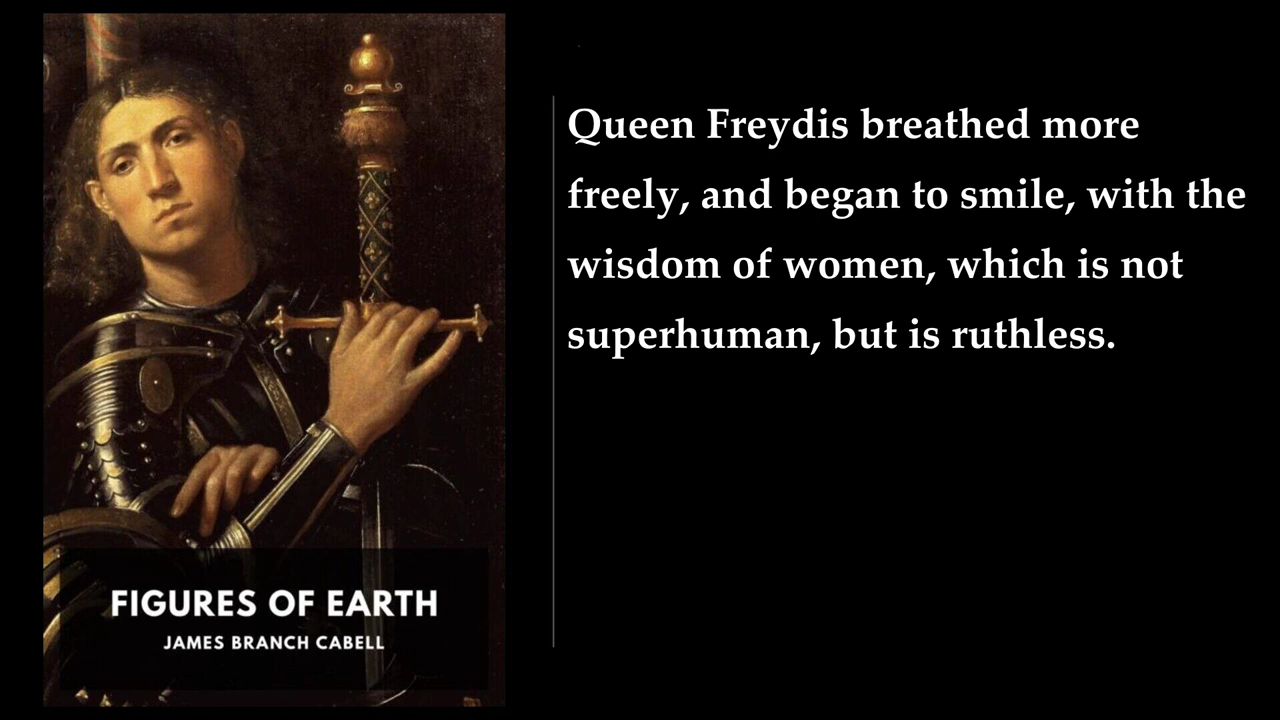 FIGURES OF EARTH
JAMES BRANCH CABELL
Queen Freydis breathed more
freely, and began to smile, with the
wisdom of women, which is not
superhuman, but is ruthless.